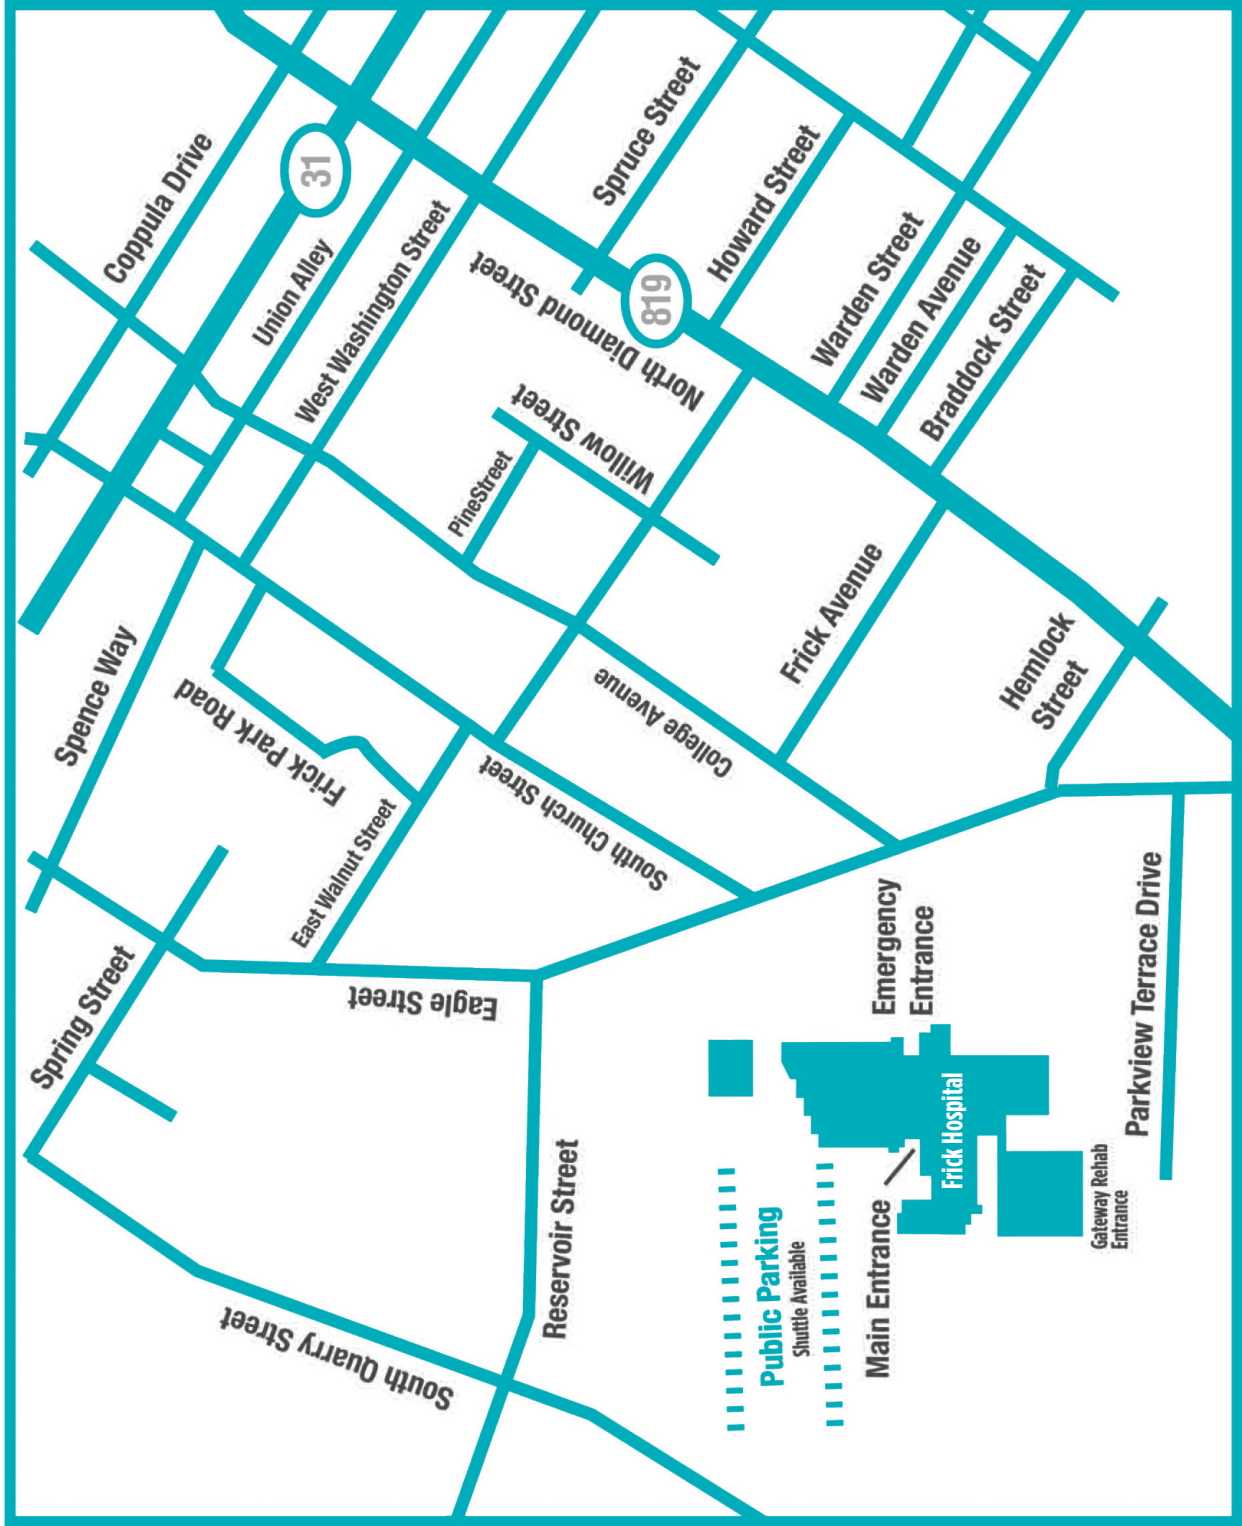 Coppula Drive
31
Union Alley
West Washington Street
Spruce Street
Howard Street
North Diamond Street
819
Warden Street
Warden Avenue
Braddock Street
Willow Street
PineStreet
Spence Way
Frick Park Road
Frick Avenue
Hemlock
Street
College Avenue
South Church Street
East Walnut Street
Spring Street
Eagle Street
Reservoir Street
South Quarry Street
Emergency
Entrance
Parkview Terrace Drive
Frick Hospital
Public Parking
Shuttle Available
Main Entrance
Gateway Rehab
Entrance